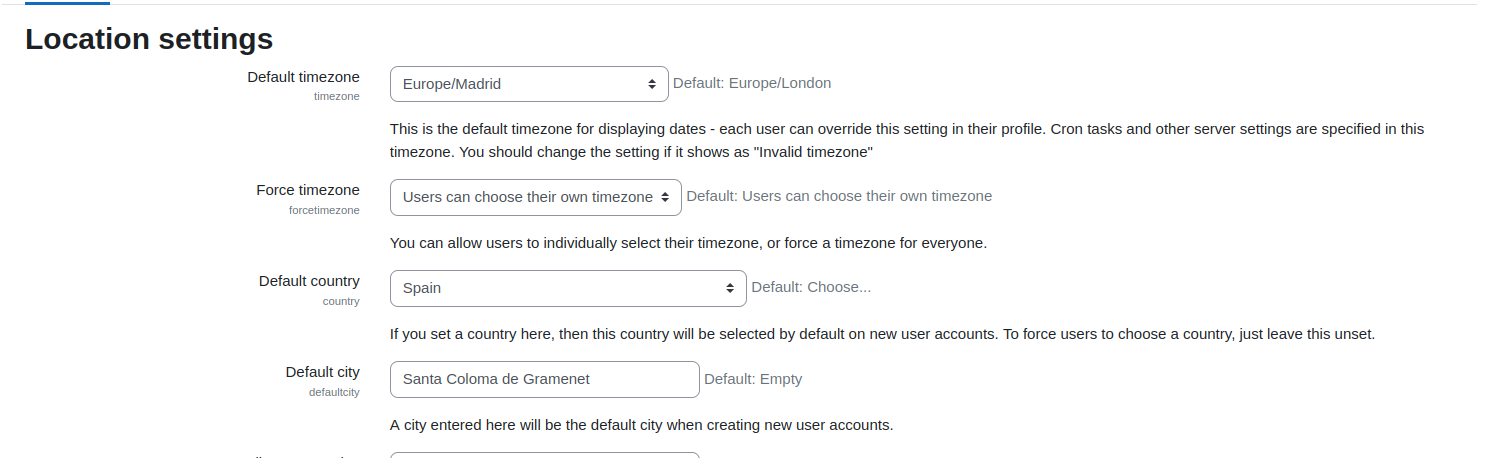 Location settings
Default timezone
timezone
Europe/Madrid
Default: Europe/London
This is the default timezone for displaying dates - each user can override this setting in their profile. Cron tasks and other server settings are specified in this
timezone. You should change the setting if it shows as "Invalid timezone"
Force timezone
forcetimezone
Users can choose their own timezone
Default: Users can choose their own timezone
You can allow users to individually select their timezone, or force a timezone for everyone.
Default country
country
Spain
Default: Choose...
If you set a country here, then this country will be selected by default on new user accounts. To force users to choose a country, just leave this unset.
Default city
defaultcity
Santa Coloma de Gramenet
Default: Empty
A city entered here will be the default city when creating new user accounts.